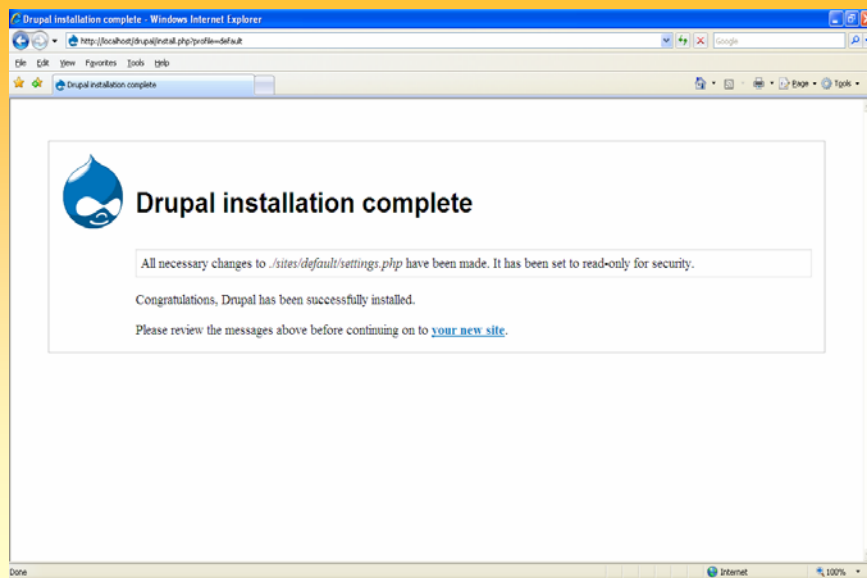 Drupal installation complete - Windows Internet Explorer
http://localhost/drupal/install.php?profile=default
Google
File Edit View Favorites Tools Help
Drupal installation complete
Page Tools
Drupal installation complete
All necessary changes to ./sites/default/settings.php have been made. It has been set to read-only for security.
Congratulations, Drupal has been successfully installed.
Please review the messages above before continuing on to your new site.
Done
Internet
100%